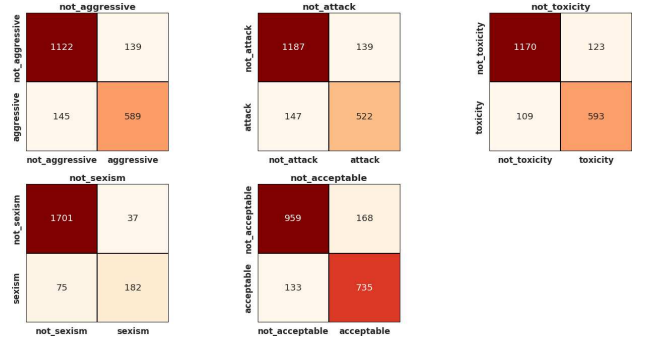 not_aggressive
not_aggressive
1122 139
aggressive
145 589
not_aggressive aggressive
not_attack
not_attack
1187 139
attack
147 522
not_attack attack
not_toxicity
not_toxicity
1170 123
toxicity
109 593
not_toxicity toxicity
not_sexism
not_sexism
1701 37
sexism
75 182
not_sexism sexism
not_acceptable
not_acceptable
959 168
acceptable
133 735
not_acceptable acceptable